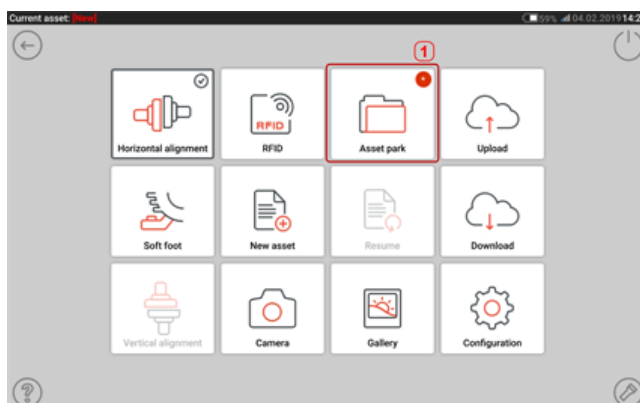 Current asset: [New]
59% 04.02.2019 14:2
1
Horizontal alignment
RFID
RFID
Asset park
Upload
Soft foot
New asset
Resume
Download
Vertical alignment
Camera
Gallery
Configuration
?